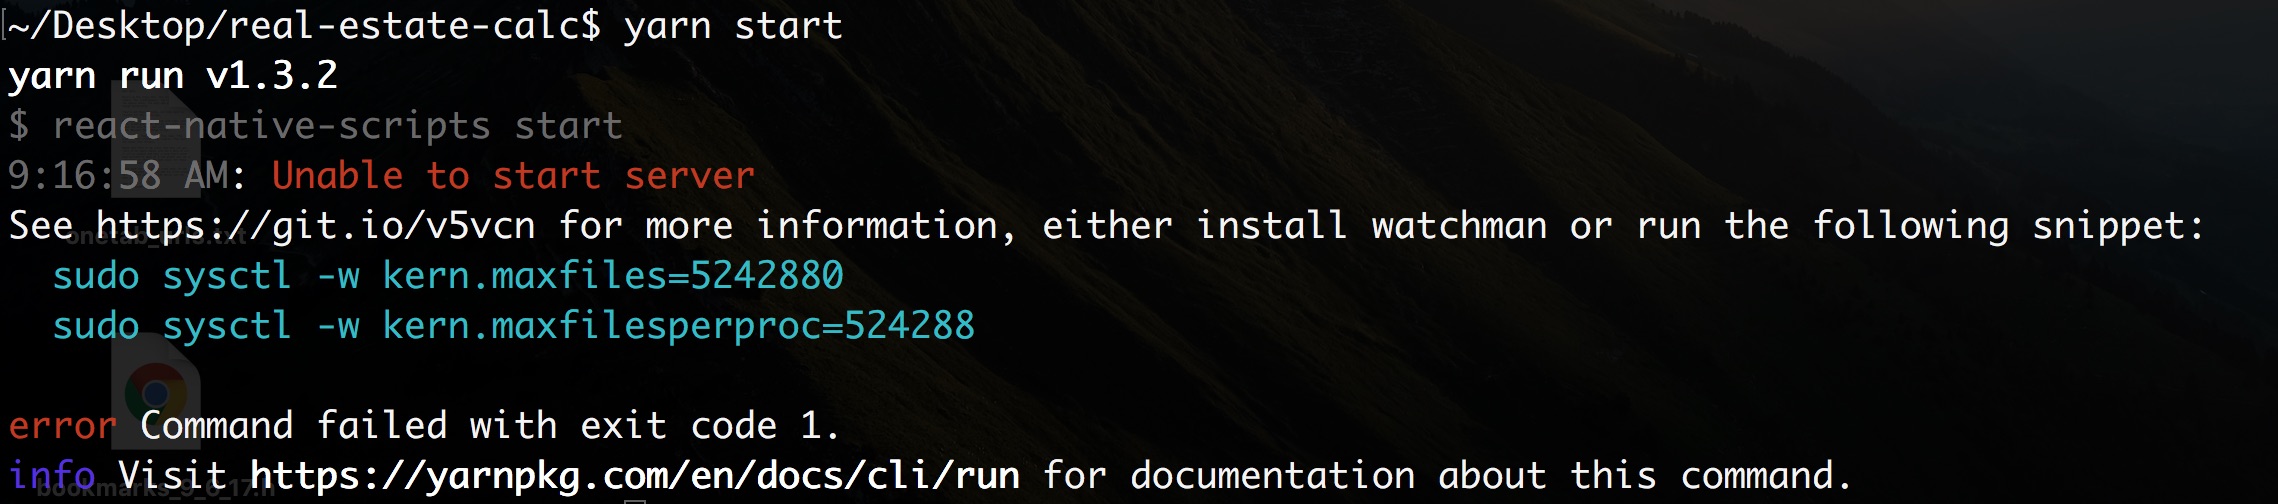 ~/Desktop/real-estate-calc$ yarn start
yarn run v1.3.2
$ react-native-scripts start
9:16:58 AM: Unable to start server
See https://git.io/v5vcn for more information, either install watchman or run the following snippet:
onetab_urls.txt
  sudo sysctl -w kern.maxfiles=5242880
  sudo sysctl -w kern.maxfilesperproc=524288
error Command failed with exit code 1.
info Visit https://yarnpkg.com/en/docs/cli/run for documentation about this command.